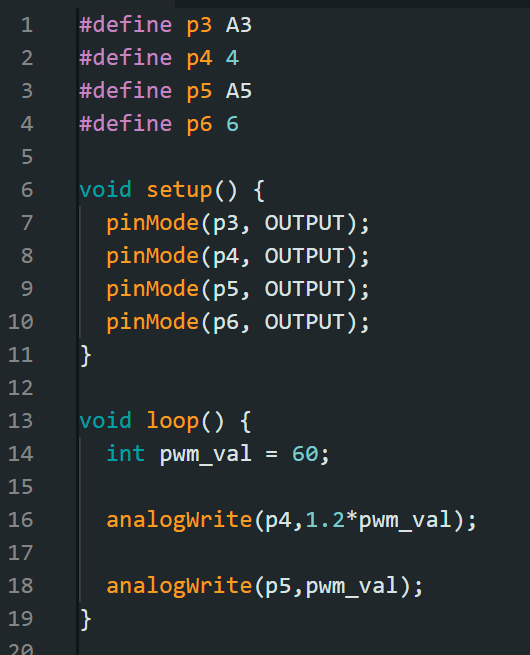 1 #define p3 A3
2 #define p4 4
3 #define p5 A5
4 #define p6 6
5
6 void setup() {
7   pinMode(p3, OUTPUT);
8   pinMode(p4, OUTPUT);
9   pinMode(p5, OUTPUT);
10   pinMode(p6, OUTPUT);
11 }
12
13 void loop() {
14   int pwm_val = 60;
15
16   analogWrite(p4,1.2*pwm_val);
17
18   analogWrite(p5,pwm_val);
19 }
20